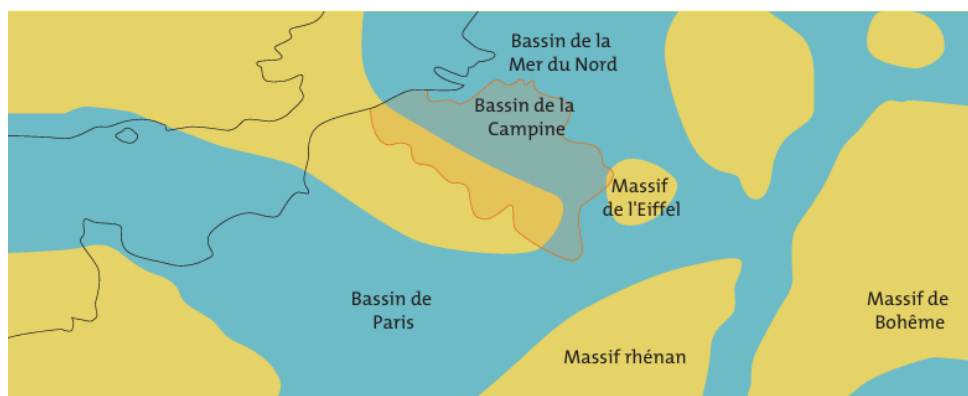 Bassin de la
Mer du Nord
Bassin de la
Campine
Massif
de l'Eiffel
Bassin de
Paris
Massif de
Bohême
Massif rhénan